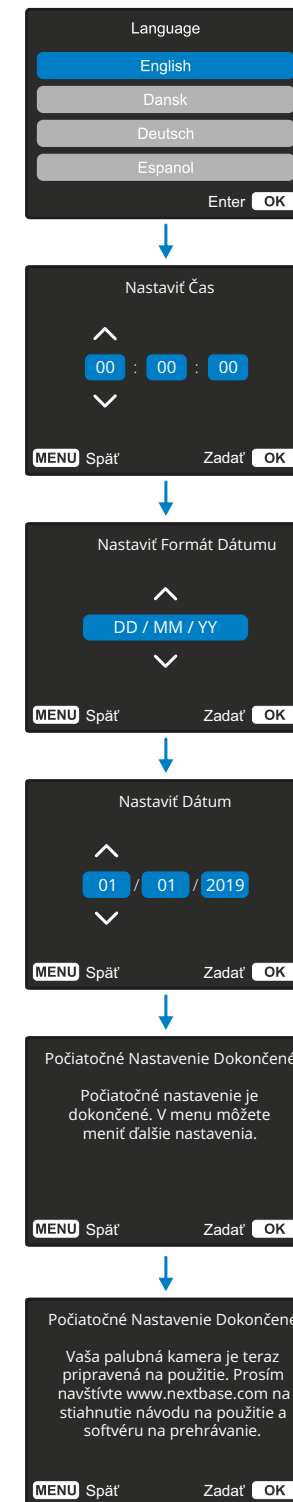 Language
English
Dansk
Deutsch
Espanol
Enter OK
Nastaviť Čas
00 : 00 : 00
MENU Späť Zadať OK
Nastaviť Formát Dátumu
DD / MM / YY
MENU Späť Zadať OK
Nastaviť Dátum
01 / 01 / 2019
MENU Späť Zadať OK
Počiatočné Nastavenie Dokončené
Počiatočné nastavenie je
dokončené. V menu môžete
meniť ďalšie nastavenia.
MENU Späť Zadať OK
Počiatočné Nastavenie Dokončené
Vaša palubná kamera je teraz
pripravená na použitie. Prosím
navštívte www.nextbase.com na
stiahnutie návodu na použitie a
softvéru na prehrávanie.
MENU Späť Zadať OK